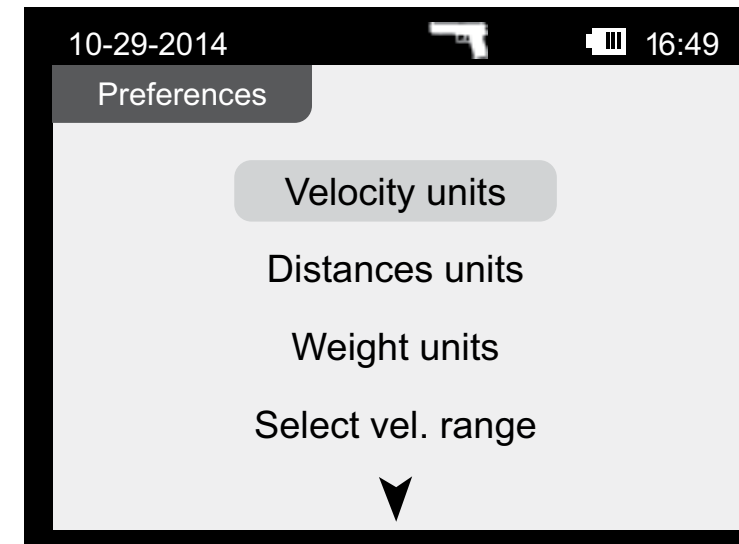 10-29-2014 16:49
Preferences
Velocity units
Distances units
Weight units
Select vel. range